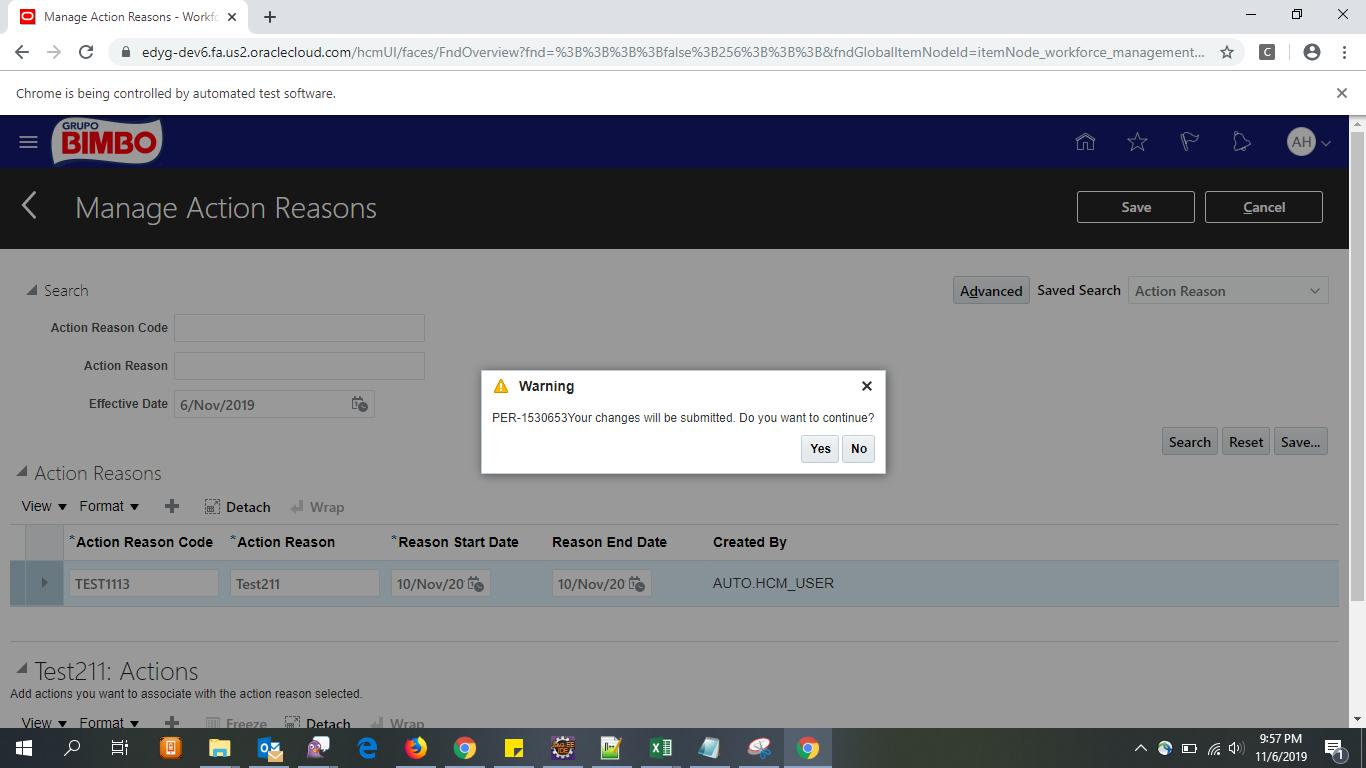 Manage Action Reasons - Workfo
edyg-dev6.fa.us2.oraclecloud.com/hcmUI/faces/FndOverview?fnd=%3B%3B%3B%3Bfalse%3B256%3B%3B%3B&fndGlobalItemNodeId=itemNode_workforce_management...
C
Chrome is being controlled by automated test software.
GRUPO
BIMBO
AH
Manage Action Reasons
Save
Cancel
Search
Advanced
Saved Search
Action Reason
Action Reason Code
Action Reason
Effective Date
6/Nov/2019
Warning
PER-1530653Your changes will be submitted. Do you want to continue?
Yes
No
Search
Reset
Save...
Action Reasons
View
Format
Detach
Wrap
*Action Reason Code
*Action Reason
*Reason Start Date
Reason End Date
Created By
TEST1113
Test211
10/Nov/20
10/Nov/20
AUTO.HCM_USER
Test211: Actions
Add actions you want to associate with the action reason selected.
View
Format
Freeze
Detach
Wrap
9:57 PM
11/6/2019
1